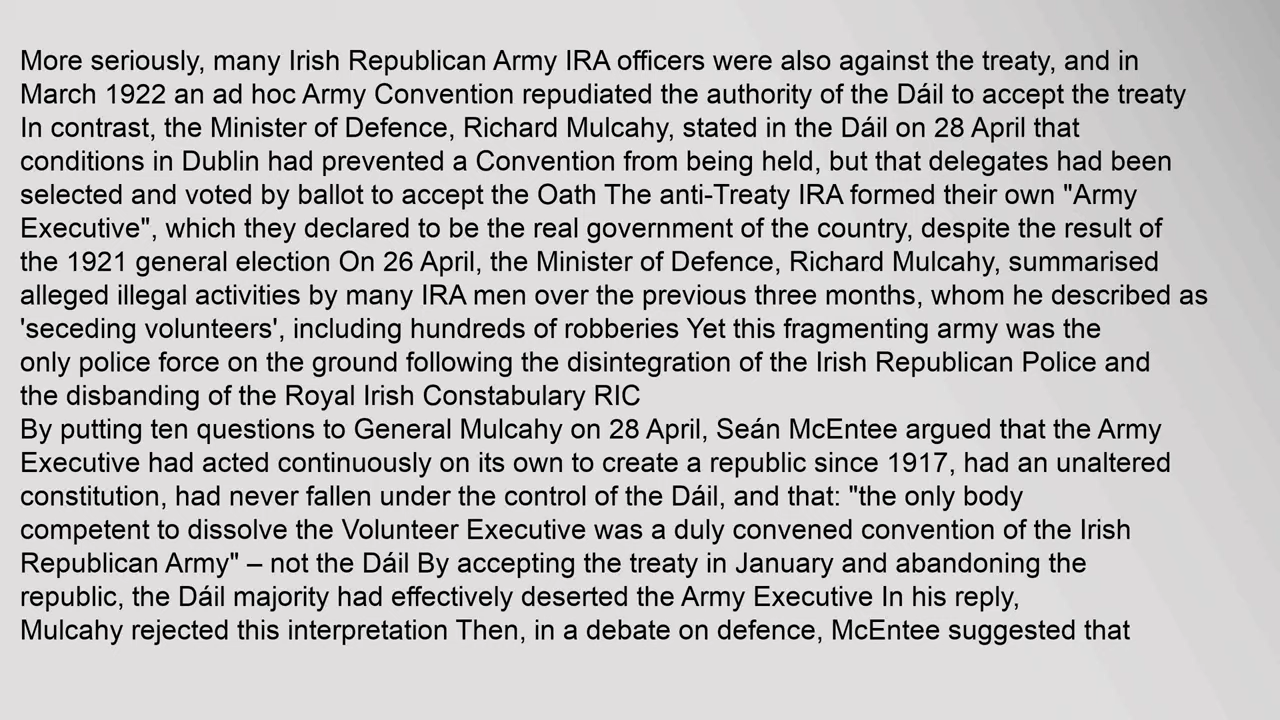 More seriously, many Irish Republican Army IRA officers were also against the treaty, and in
March 1922 an ad hoc Army Convention repudiated the authority of the Dáil to accept the treaty
In contrast, the Minister of Defence, Richard Mulcahy, stated in the Dáil on 28 April that
conditions in Dublin had prevented a Convention from being held, but that delegates had been
selected and voted by ballot to accept the Oath The anti-Treaty IRA formed their own "Army
Executive", which they declared to be the real government of the country, despite the result of
the 1921 general election On 26 April, the Minister of Defence, Richard Mulcahy, summarised
alleged illegal activities by many IRA men over the previous three months, whom he described as
'seceding volunteers', including hundreds of robberies Yet this fragmenting army was the
only police force on the ground following the disintegration of the Irish Republican Police and
the disbanding of the Royal Irish Constabulary RIC
By putting ten questions to General Mulcahy on 28 April, Seán McEntee argued that the Army
Executive had acted continuously on its own to create a republic since 1917, had an unaltered
constitution, had never fallen under the control of the Dáil, and that: "the only body
competent to dissolve the Volunteer Executive was a duly convened convention of the Irish
Republican Army" – not the Dáil By accepting the treaty in January and abandoning the
republic, the Dáil majority had effectively deserted the Army Executive In his reply,
Mulcahy rejected this interpretation Then, in a debate on defence, McEntee suggested that